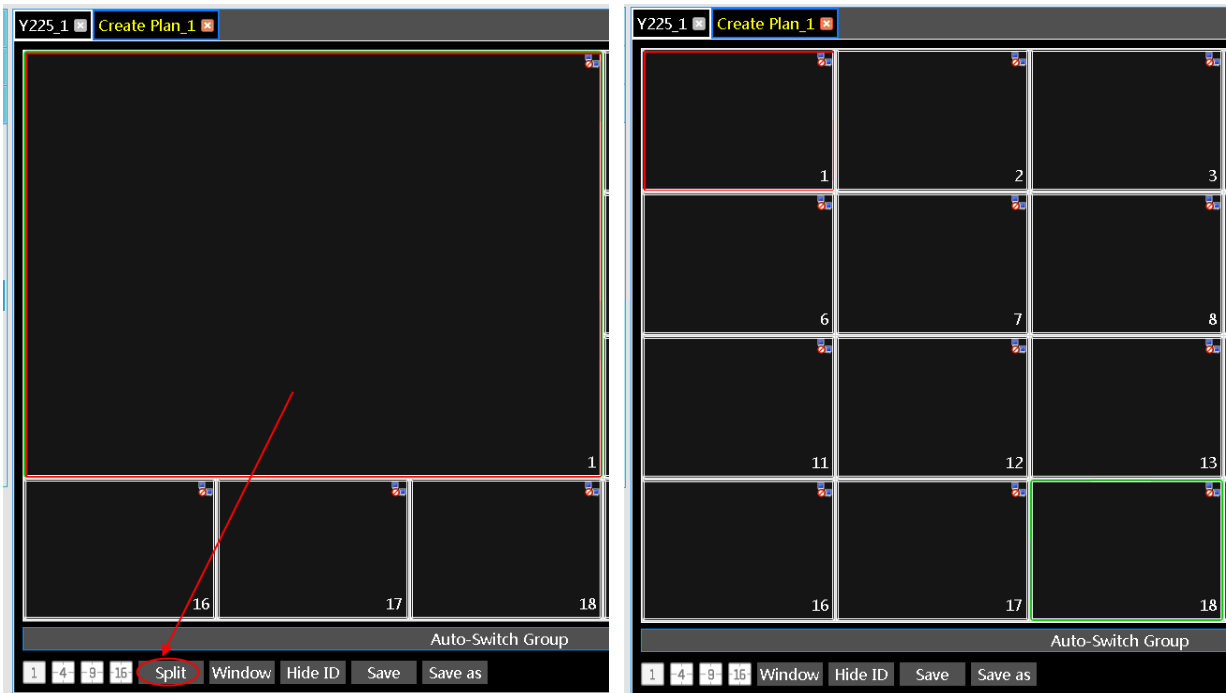 Y225_1 Create Plan_1
1
16 17 18
Auto-Switch Group
1 4 9 16 Split Window Hide ID Save Save as
Y225_1 Create Plan_1
1 2 3
6 7 8
11 12 13
16 17 18
Auto-Switch Group
1 4 9 16 Window Hide ID Save Save as